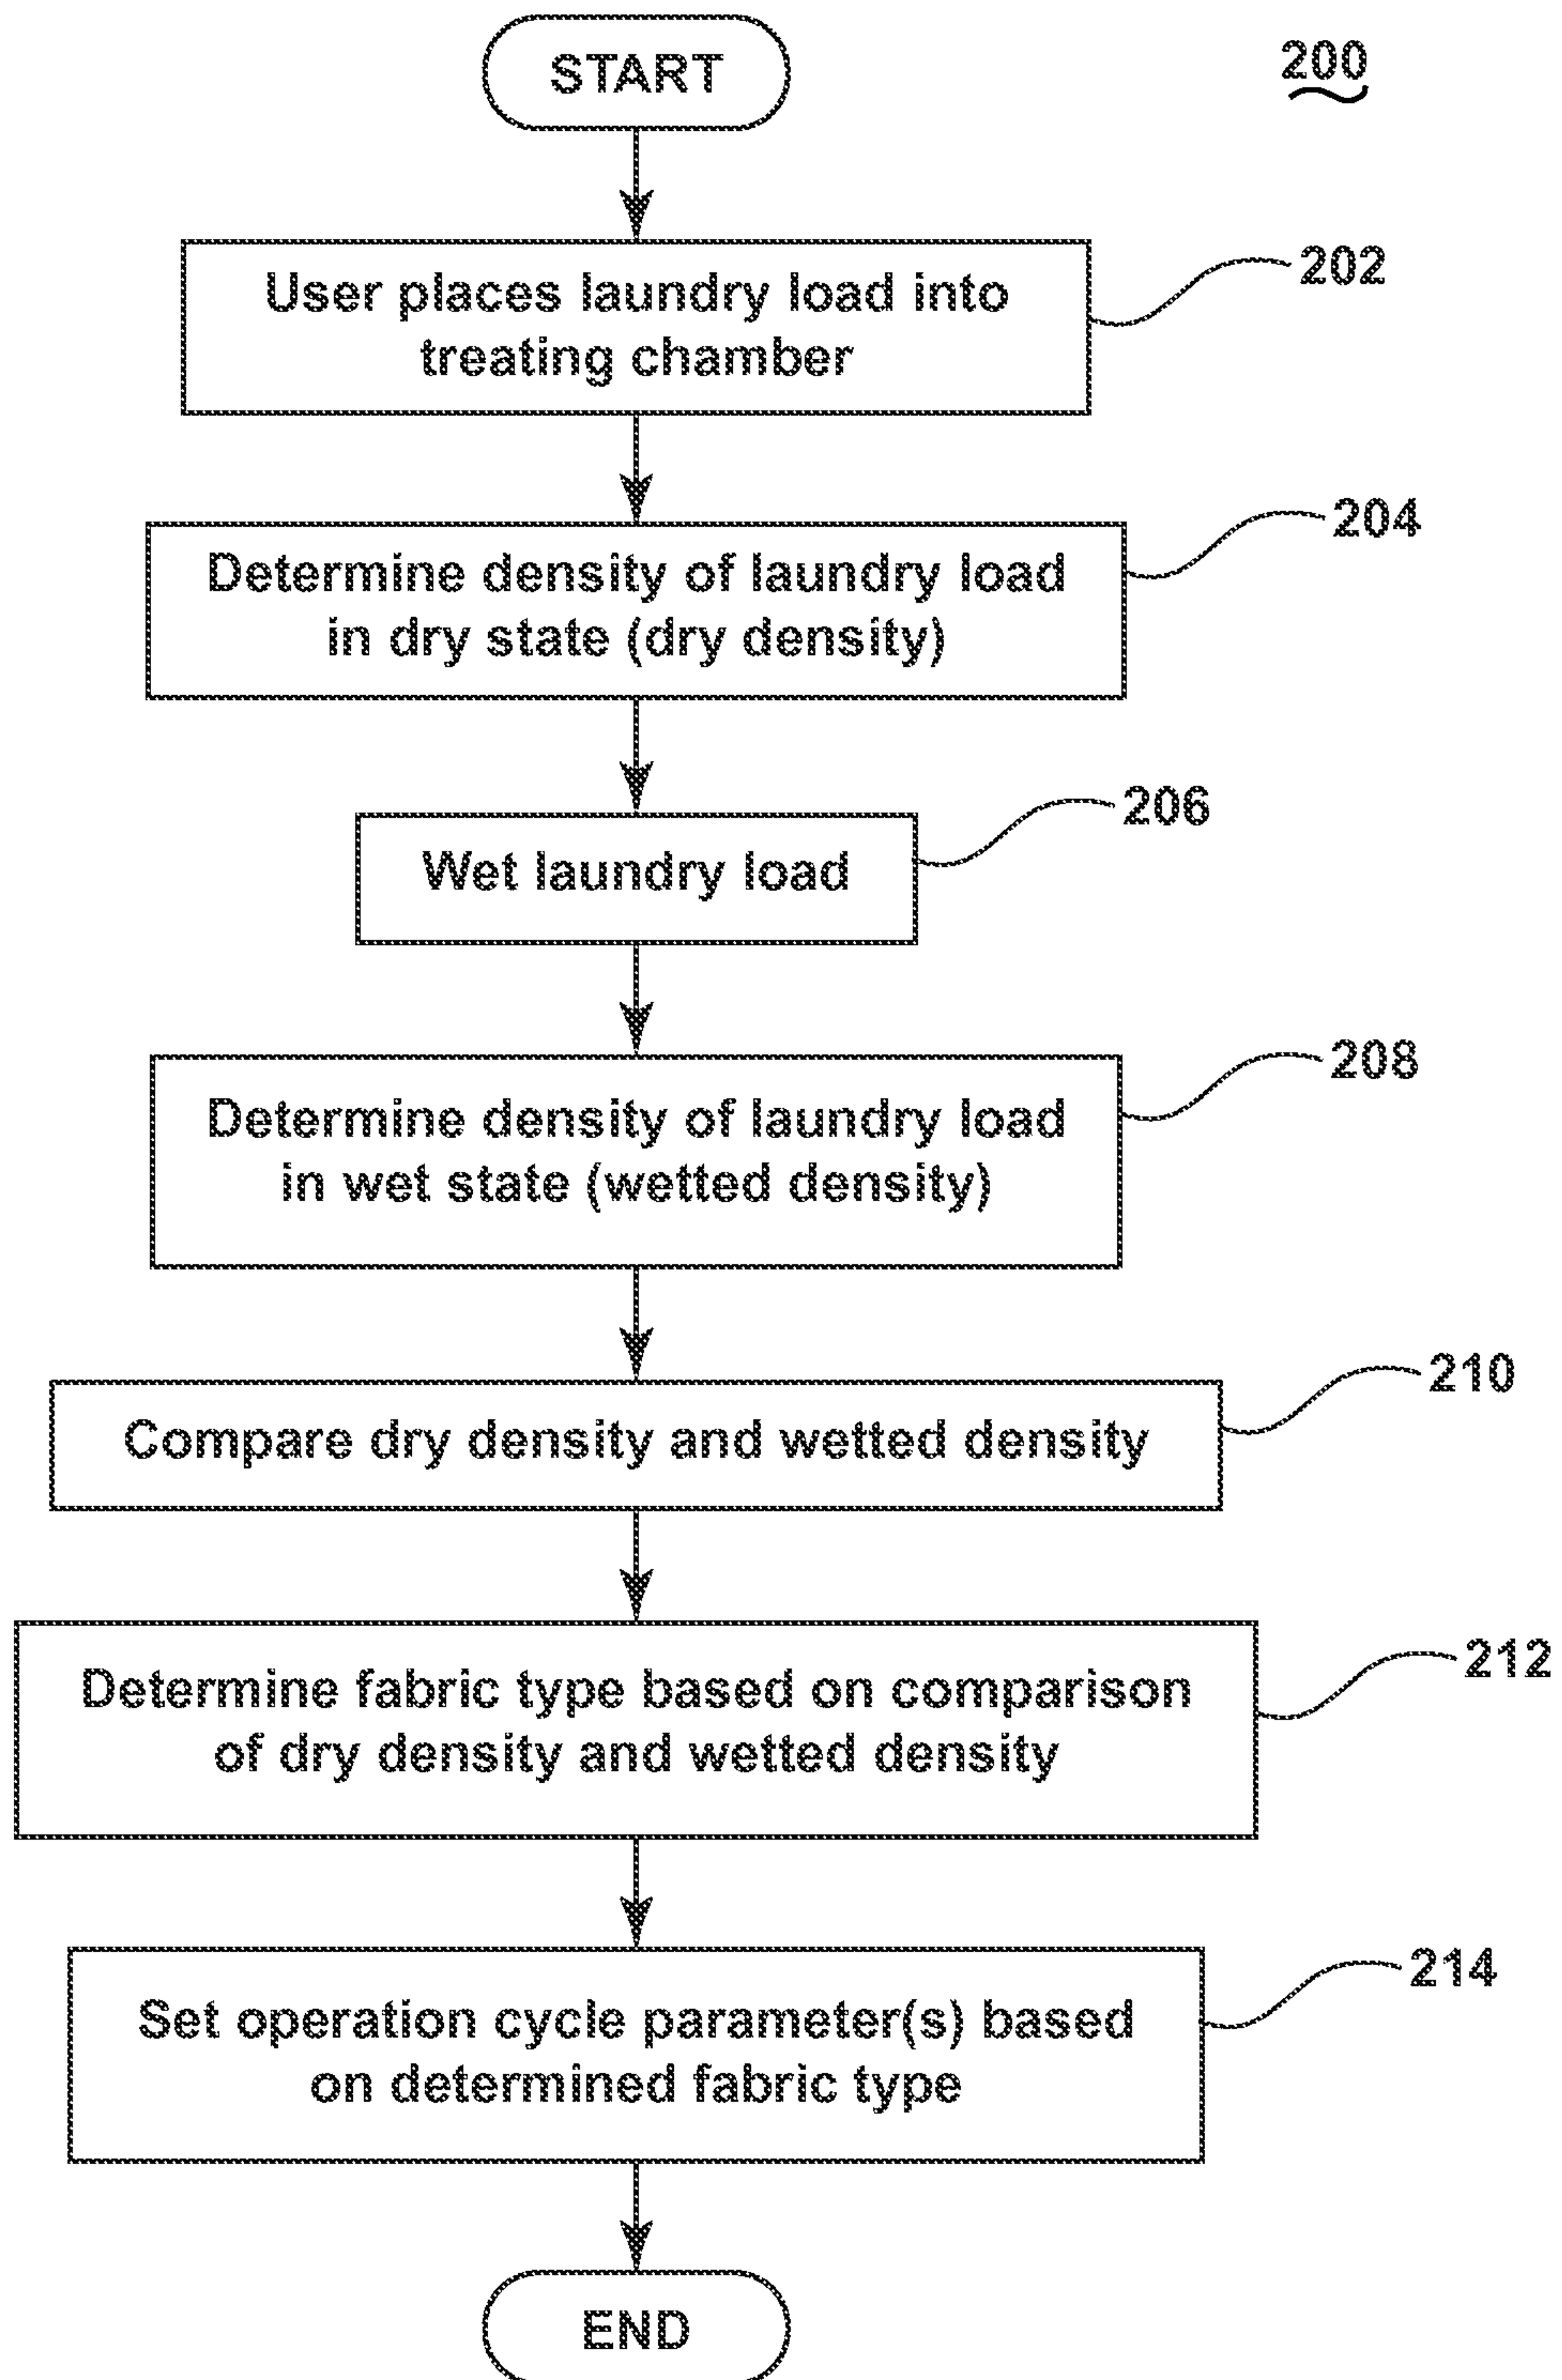 START
200
User places laundry load into
treating chamber
202
Determine density of laundry load
in dry state (dry density)
204
Wet laundry load
206
Determine density of laundry load
in wet state (wetted density)
208
Compare dry density and wetted density
210
Determine fabric type based on comparison
of dry density and wetted density
212
Set operation cycle parameter(s) based
on determined fabric type
214
END